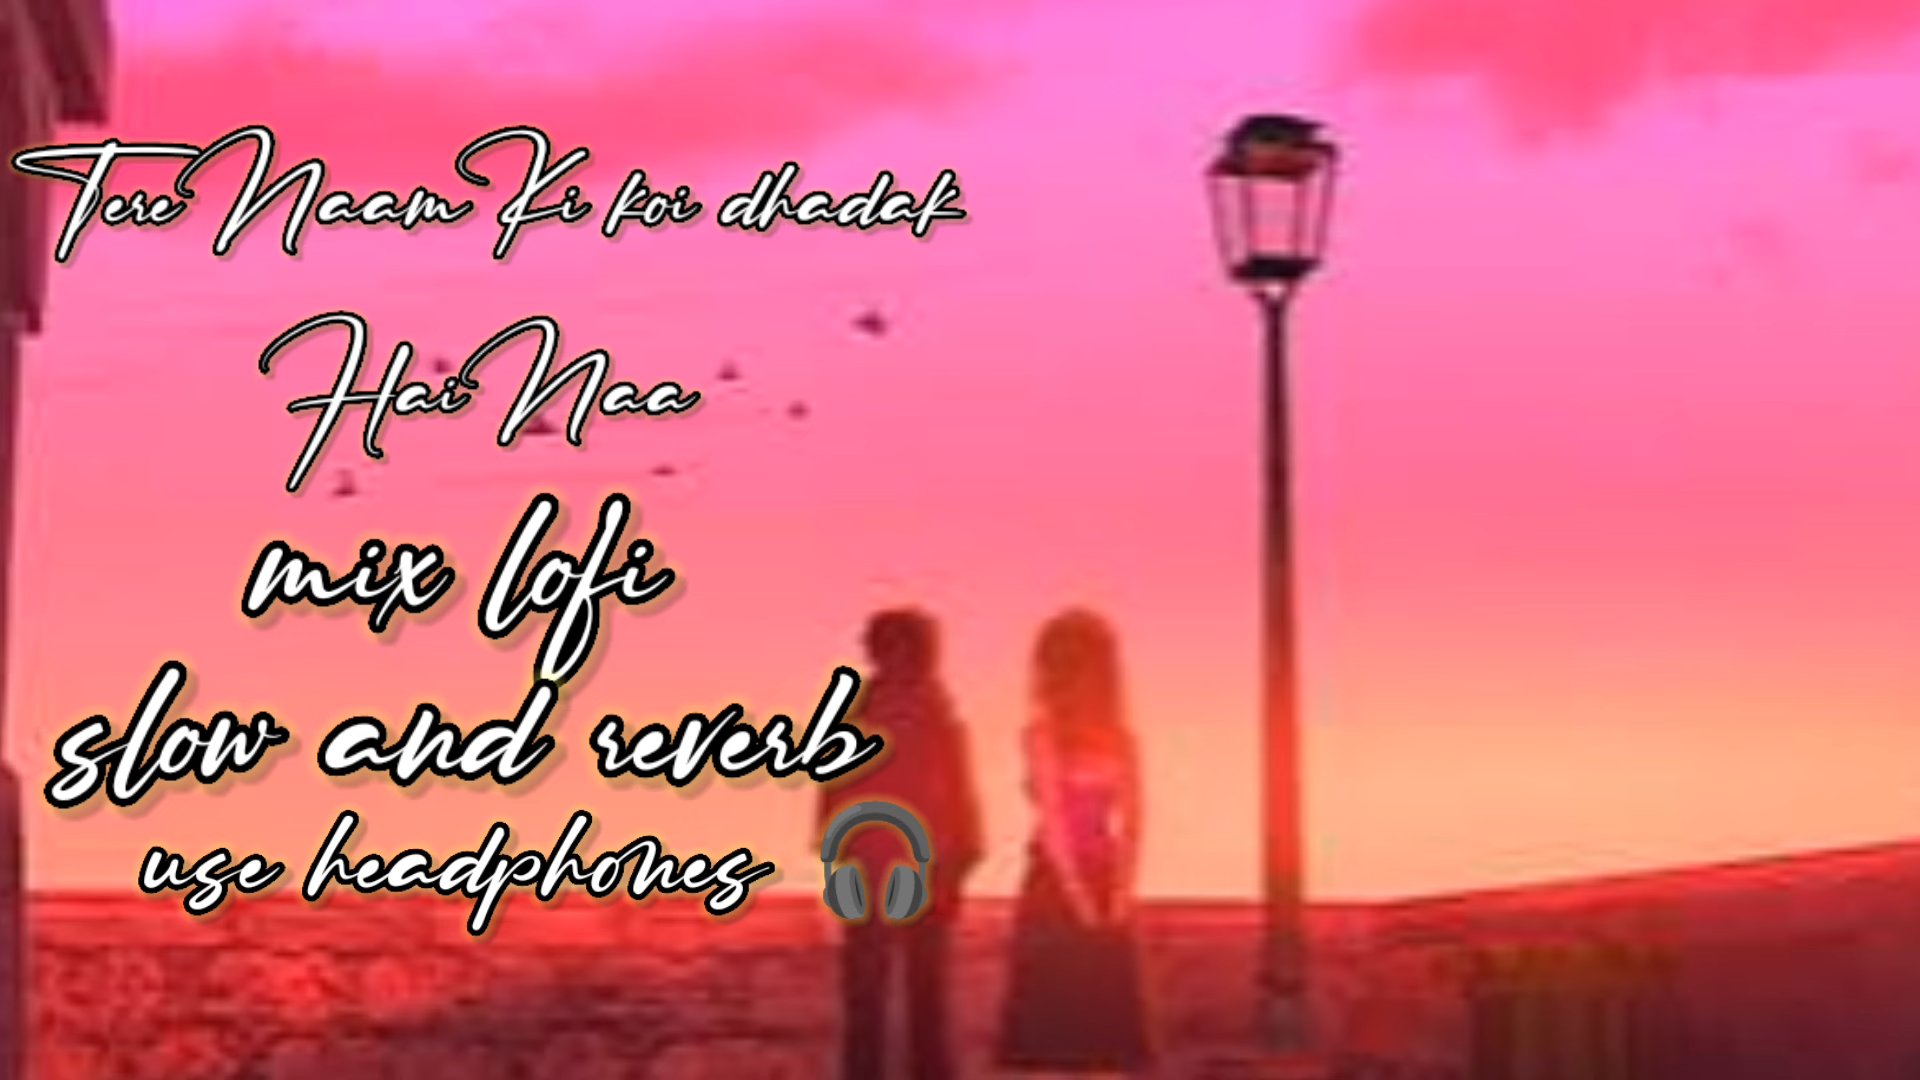 Tere Naam Ki koi dhadak
Hai Naa
mix lofi
slow and reverb
use headphones 🎧